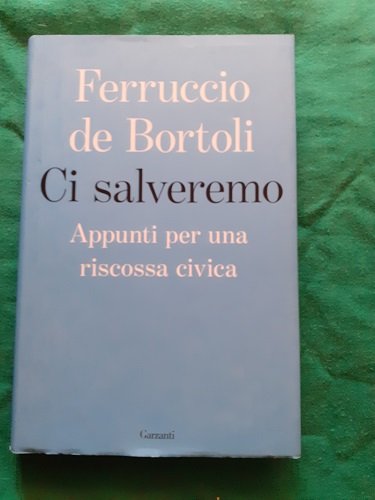 Ferruccio
de Bortoli
Ci salveremo
Appunti per una
riscossa civica
Garzanti